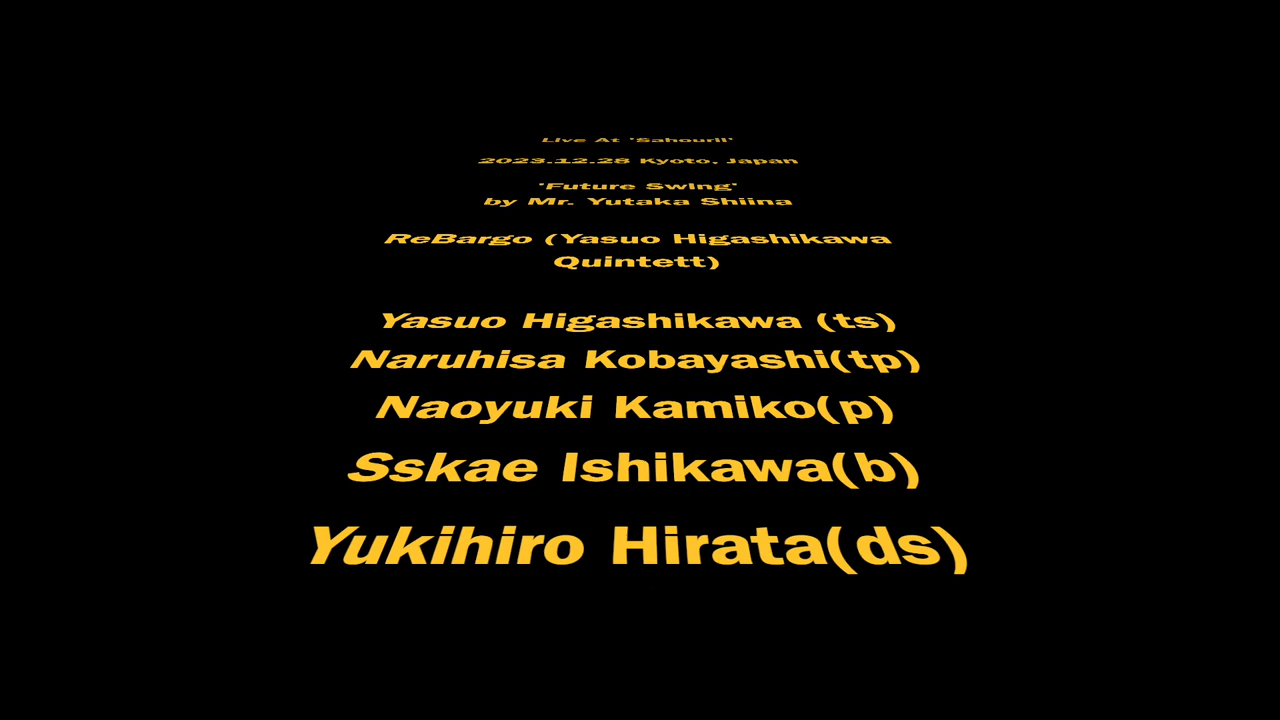 Live At 'Sahouril'
2023.12.28 Kyoto, Japan
'Future Swing'
by Mr. Yutaka Shiina
ReBargo (Yasuo Higashikawa
Quintett)
Yasuo Higashikawa (ts)
Naruhisa Kobayashi(tp)
Naoyuki Kamiko(p)
Sskae Ishikawa(b)
Yukihiro Hirata(ds)